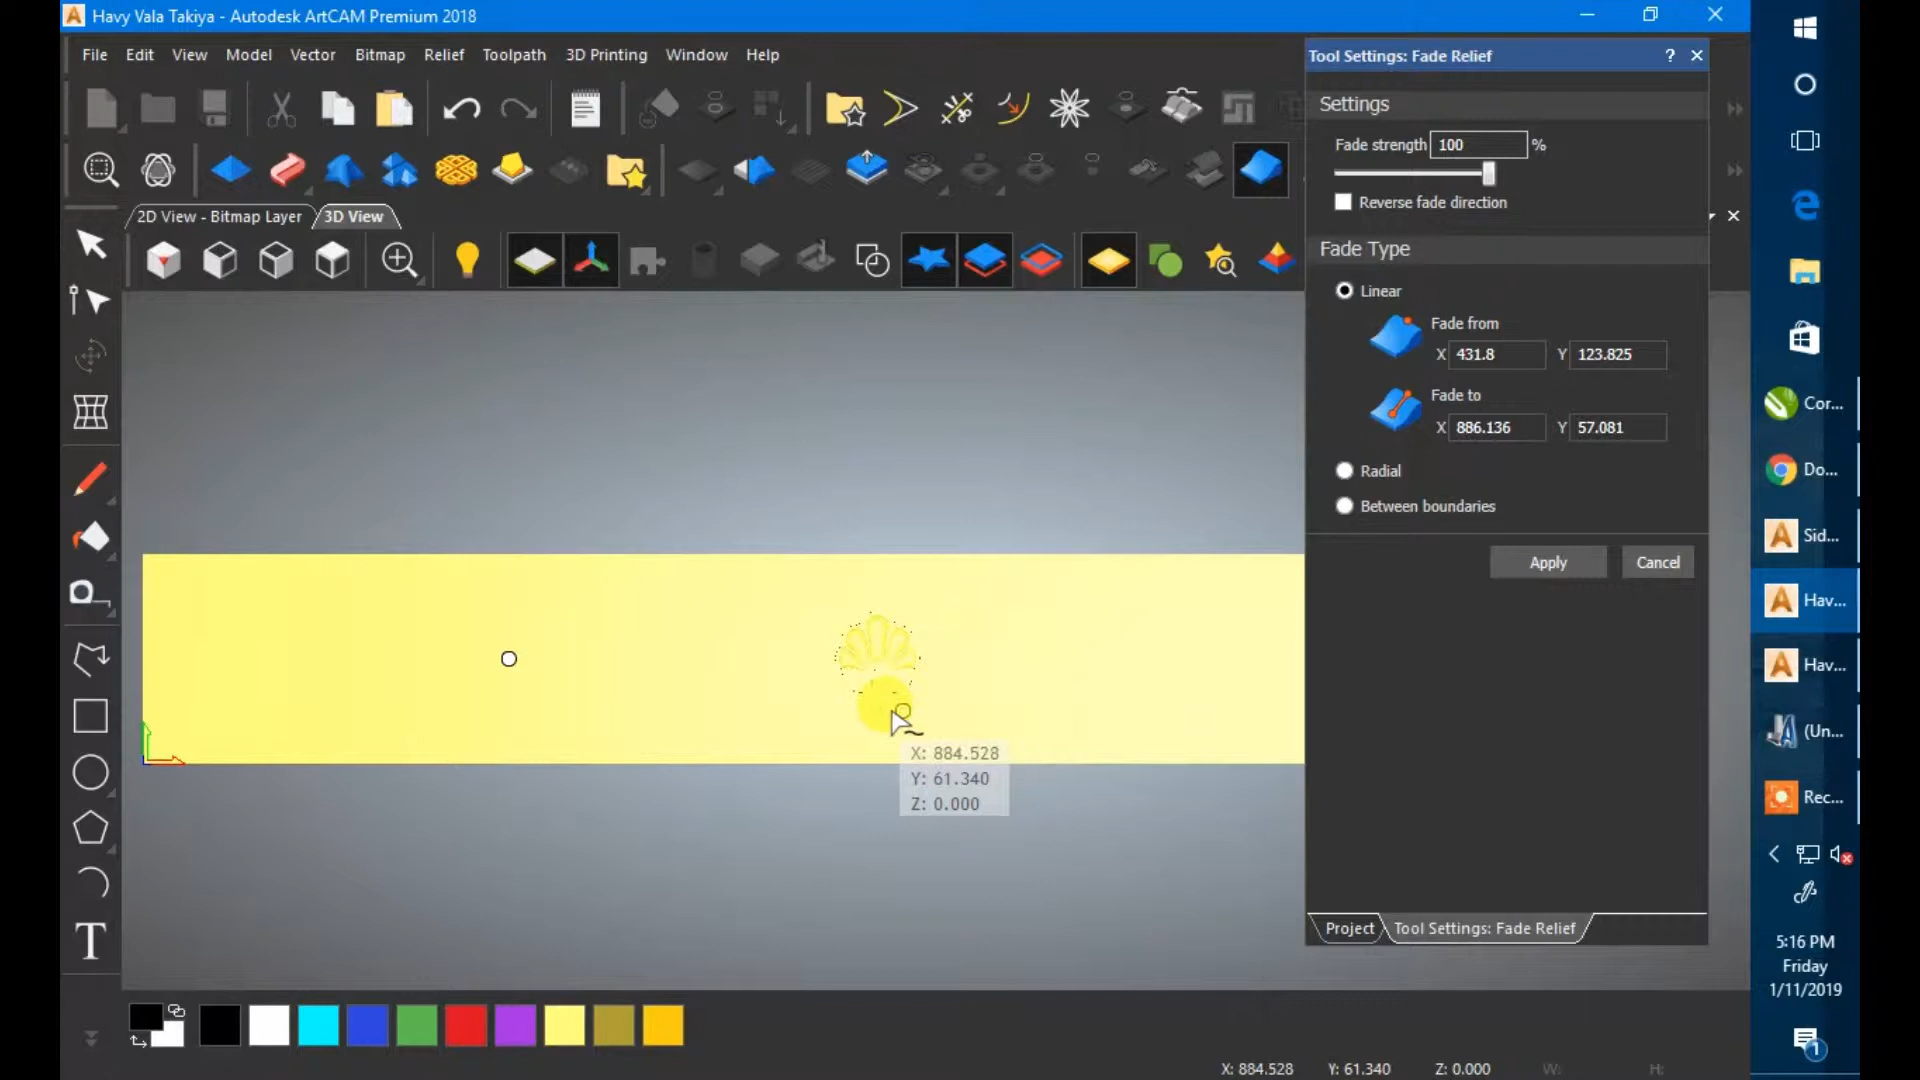 Havy Vala Takiya - Autodesk ArtCAM Premium 2018
File Edit View Model Vector Bitmap Relief Toolpath 3D Printing Window Help
2D View - Bitmap Layer 3D View
X: 884.528
Y: 61.340
Z: 0.000
Tool Settings: Fade Relief ?
Settings
Fade strength 100 %
Reverse fade direction
Fade Type
Linear
Fade from
X 431.8 Y 123.825
Fade to
X 886.136 Y 57.081
Radial
Between boundaries
Apply Cancel
Project Tool Settings: Fade Relief
T
X: 884.528 Y: 61.340 Z: 0.000 W: H:
Cor...
Do...
Sid...
Hav...
Hav...
(Un...
Rec...
5:16 PM
Friday
1/11/2019
1